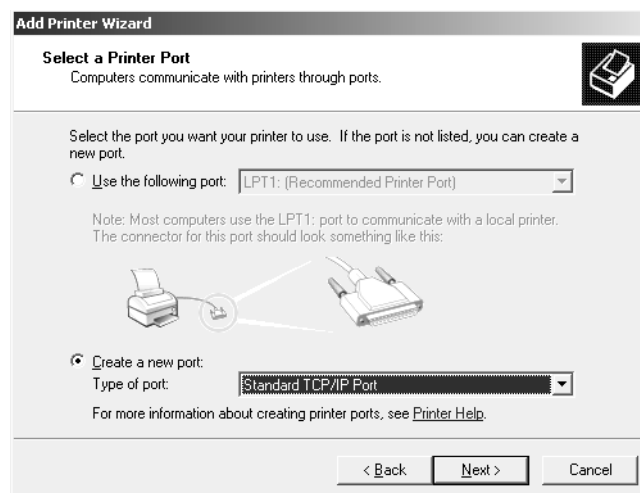 Add Printer Wizard
Select a Printer Port
Computers communicate with printers through ports.
Select the port you want your printer to use. If the port is not listed, you can create a
new port.
Use the following port: LPT1: (Recommended Printer Port)
Note: Most computers use the LPT1: port to communicate with a local printer.
The connector for this port should look something like this:
Create a new port:
Type of port: Standard TCP/IP Port
For more information about creating printer ports, see Printer Help.
< Back Next > Cancel